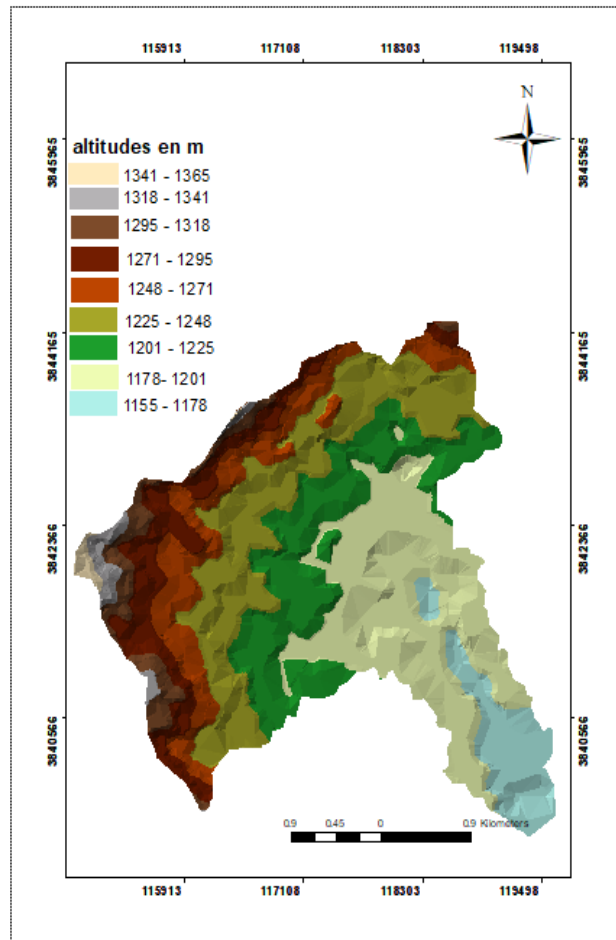 115913 117108 118303 119498
N
3845965 3845965
altitudes en m
1341 - 1365
1318 - 1341
1295 - 1318
1271 - 1295
1248 - 1271
1225 - 1248
1201 - 1225
1178- 1201
1155 - 1178
3844165 3844165
3842366 3842366
3840566 3840566
0.9 0.45 0 0.9 Kilometers
115913 117108 118303 119498